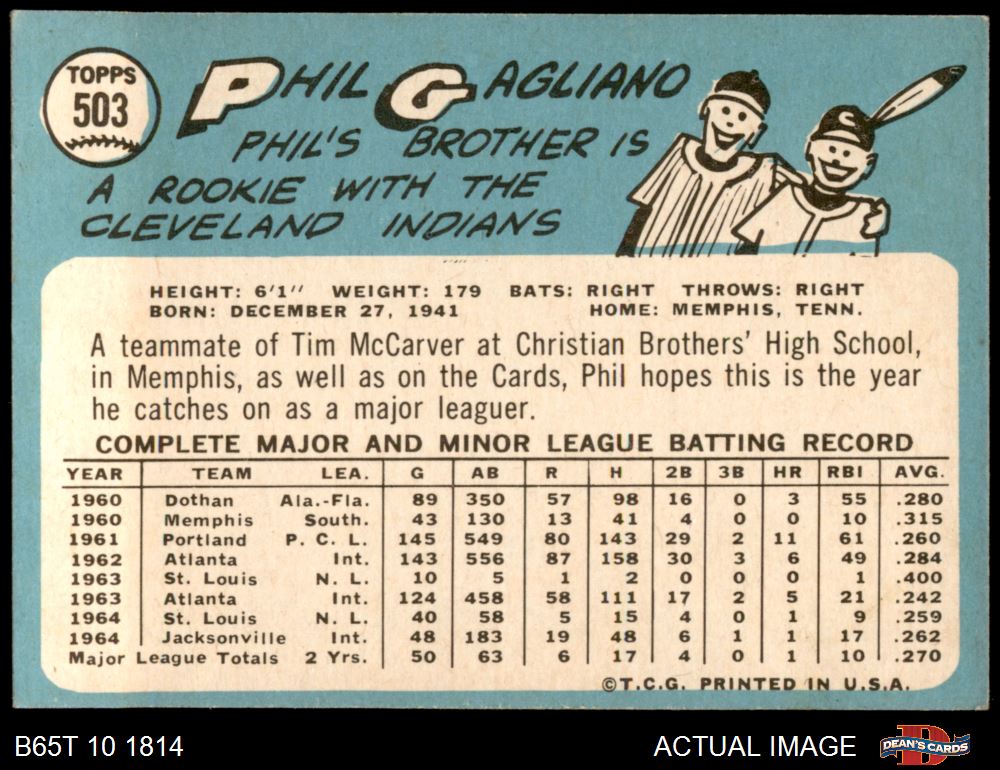 TOPPS
503
PHIL GAGLIANO
PHIL'S BROTHER IS
A ROOKIE WITH THE
CLEVELAND INDIANS
C
HEIGHT: 6'1" WEIGHT: 179 BATS: RIGHT THROWS: RIGHT
BORN: DECEMBER 27, 1941 HOME: MEMPHIS, TENN.
A teammate of Tim McCarver at Christian Brothers' High School,
in Memphis, as well as on the Cards, Phil hopes this is the year
he catches on as a major leaguer.
COMPLETE MAJOR AND MINOR LEAGUE BATTING RECORD
YEAR TEAM LEA. G AB R H 2B 3B HR RBI AVG.
1960 Dothan Ala.-Fla. 89 350 57 98 16 0 3 55 .280
1960 Memphis South. 43 130 13 41 4 0 0 10 .315
1961 Portland P. C. L. 145 549 80 143 29 2 11 61 .260
1962 Atlanta Int. 143 556 87 158 30 3 6 49 .284
1963 St. Louis N. L. 10 5 1 2 0 0 0 1 .400
1963 Atlanta Int. 124 458 58 111 17 2 5 21 .242
1964 St. Louis N. L. 40 58 5 15 4 0 1 9 .259
1964 Jacksonville Int. 48 183 19 48 6 1 1 17 .262
Major League Totals 2 Yrs. 50 63 6 17 4 0 1 10 .270
©T.C.G. PRINTED IN U.S.A.
B65T 10 1814 ACTUAL IMAGE D DEAN'S CARDS